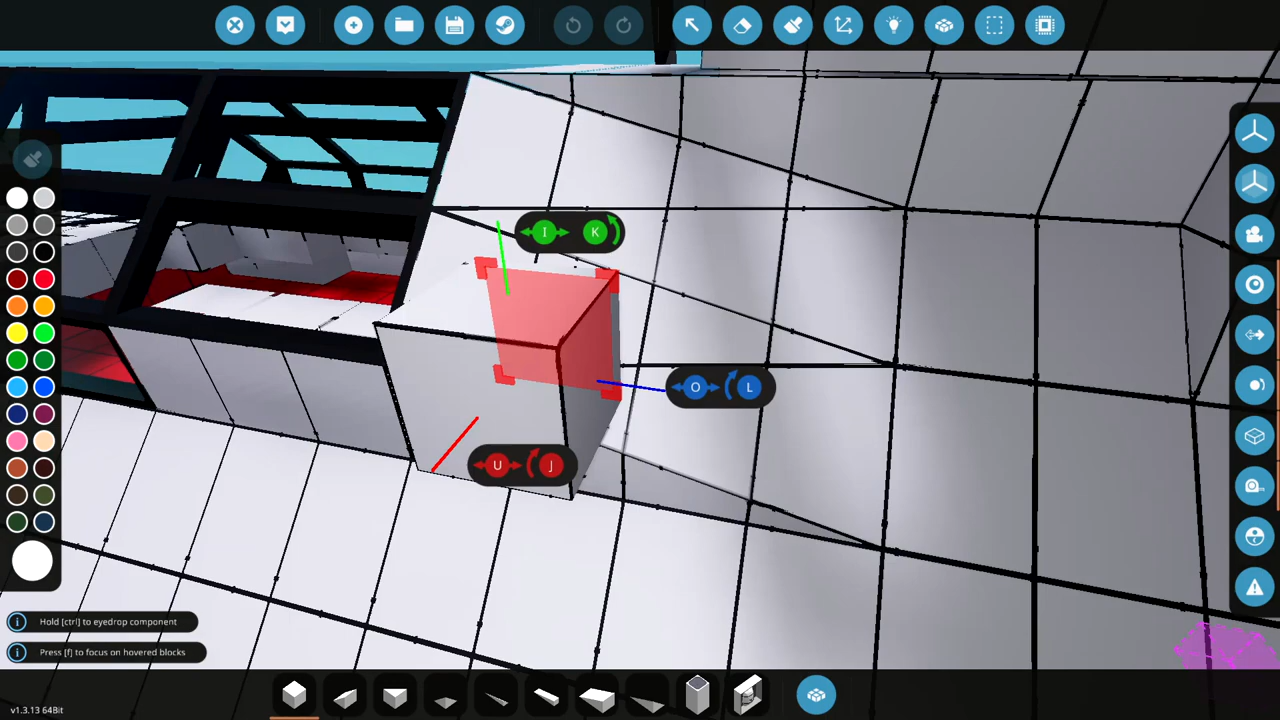 I K
O L
U J
Hold [ctrl] to eyedrop component
Press [f] to focus on hovered blocks
v1.3.13 64Bit